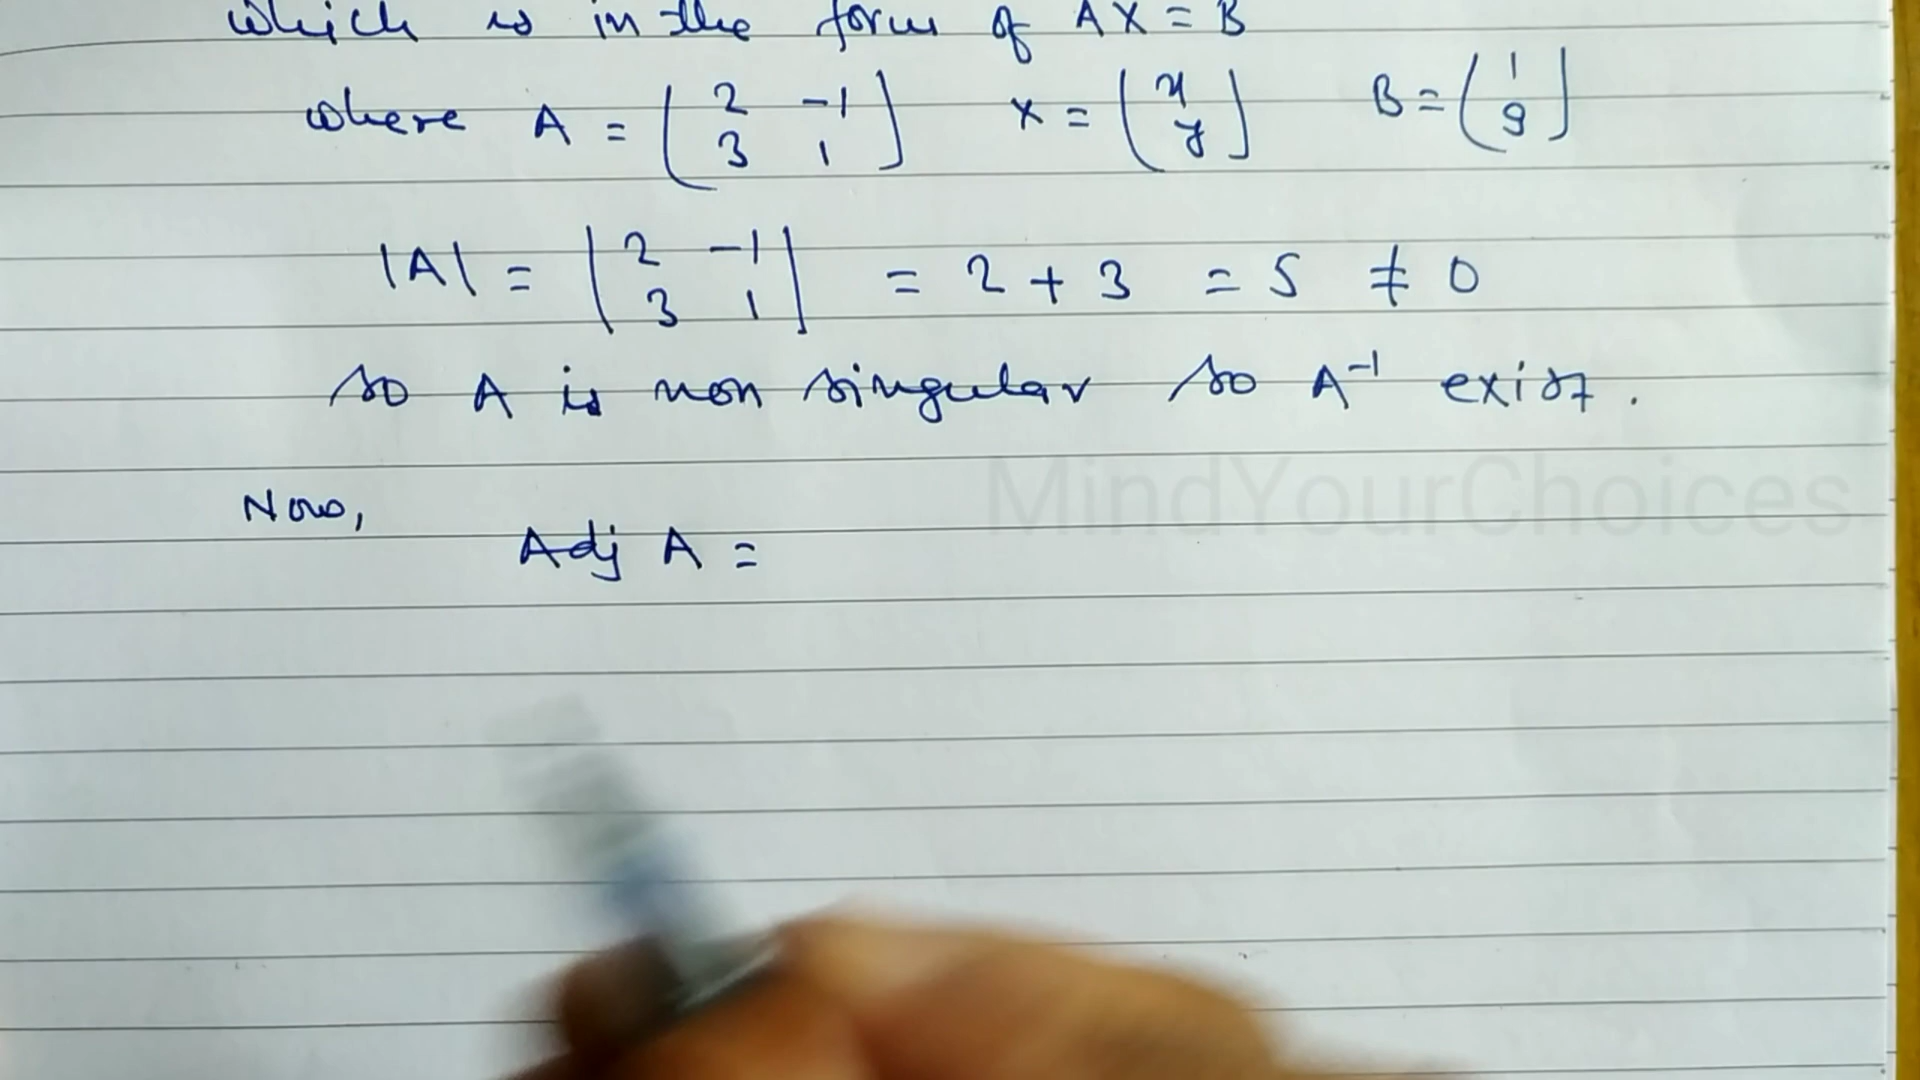 which is in the form of AX = B
where A = ( 2 -1 3 1 ) X = ( x y ) B = ( 1 9 )
|A| = | 2 -1 3 1 | = 2 + 3 = 5 ≠ 0
so A is non singular so A⁻¹ exist.
MindYourChoices
Now,
Adj A =